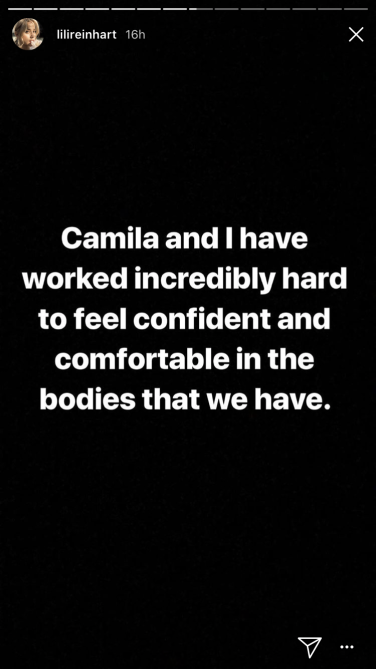 lilireinhart 16h
Camila and I have
worked incredibly hard
to feel confident and
comfortable in the
bodies that we have.